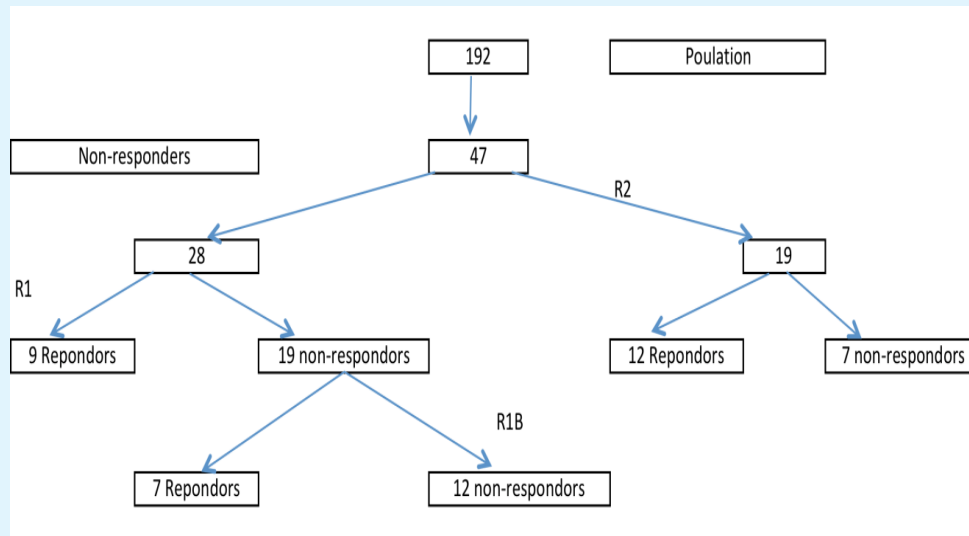 192
Poulation
Non-responders
47
R2
28
19
R1
9 Repondors
19 non-respondors
12 Repondors
7 non-respondors
R1B
7 Repondors
12 non-respondors